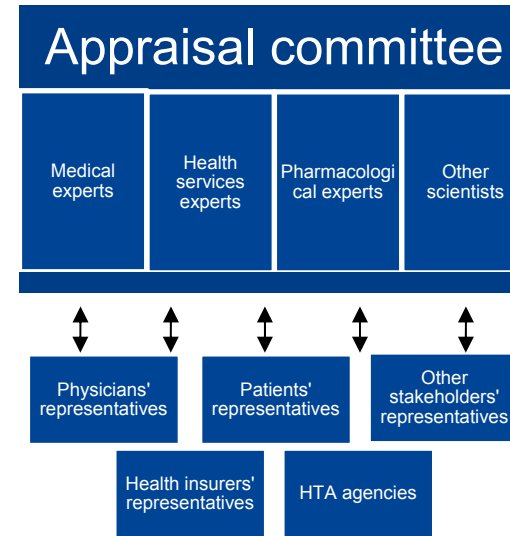 Appraisal committee
Medical
experts
Health
services
experts
Pharmacologi
cal experts
Other
scientists
Physicians'
representatives
Patients'
representatives
Other
stakeholders'
representatives
Health insurers'
representatives
HTA agencies